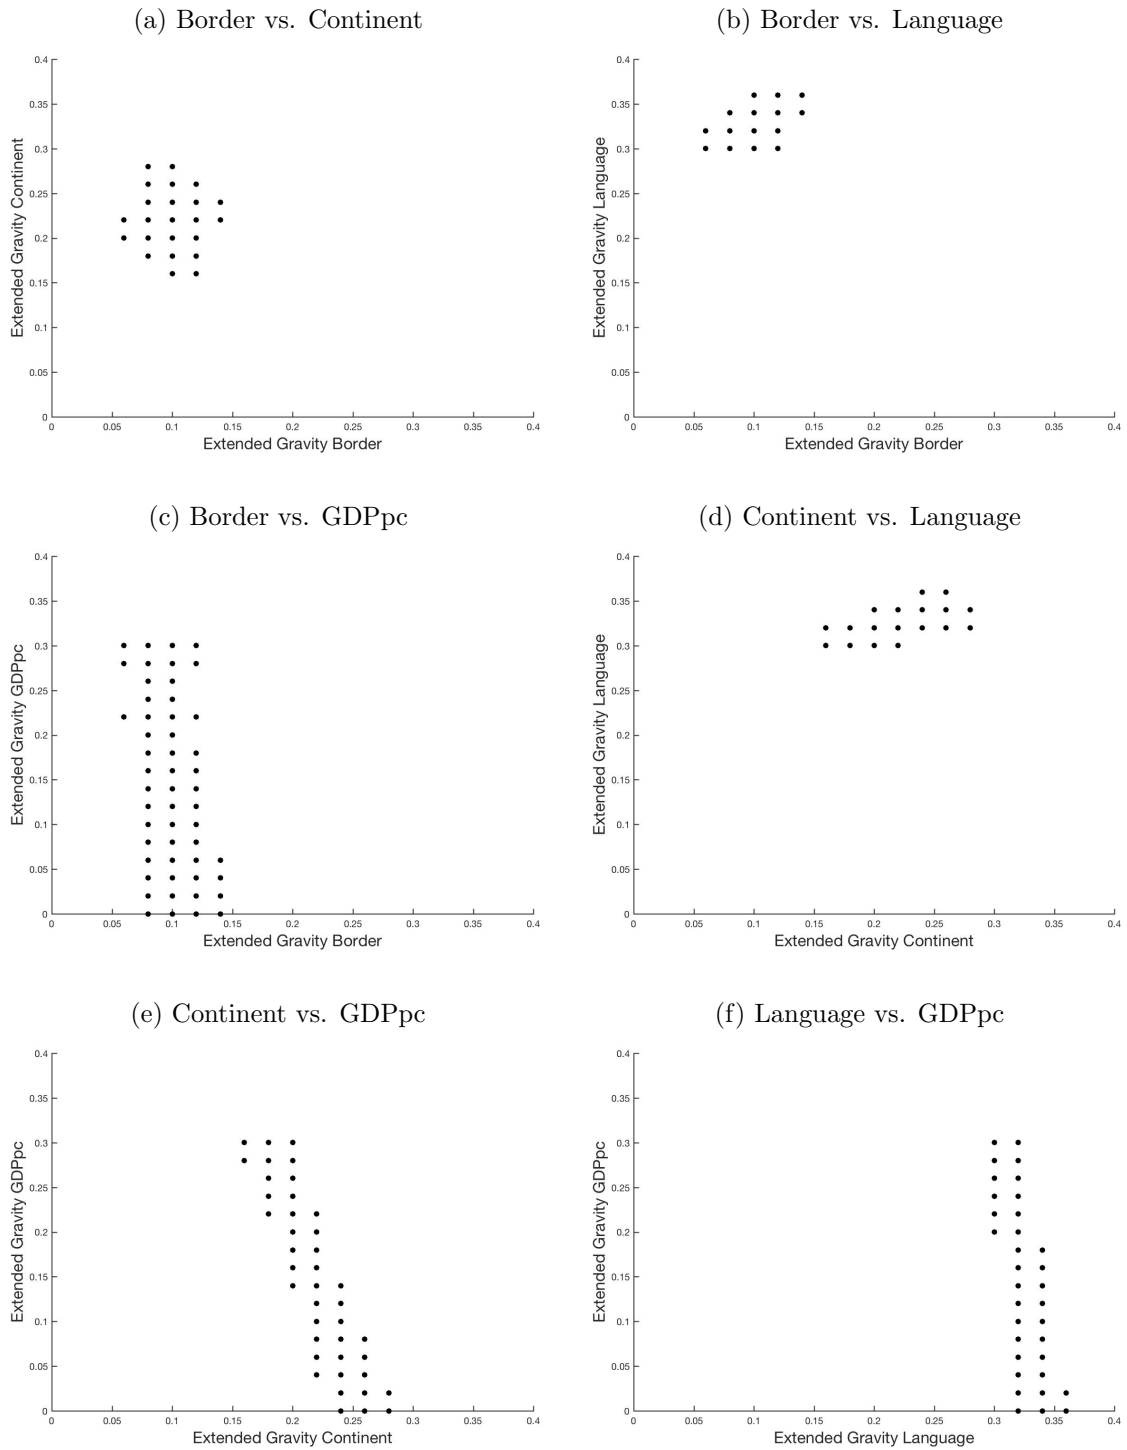 (a) Border vs. Continent
(b) Border vs. Language
0.4
0.35
0.3
0.25
0.2
0.15
0.1
0.05
0
Extended Gravity Continent
0 0.05 0.1 0.15 0.2 0.25 0.3 0.35 0.4
Extended Gravity Border
0.4
0.35
0.3
0.25
0.2
0.15
0.1
0.05
0
Extended Gravity Language
0 0.05 0.1 0.15 0.2 0.25 0.3 0.35 0.4
Extended Gravity Border
(c) Border vs. GDPpc
(d) Continent vs. Language
0.4
0.35
0.3
0.25
0.2
0.15
0.1
0.05
0
Extended Gravity GDPpc
0 0.05 0.1 0.15 0.2 0.25 0.3 0.35 0.4
Extended Gravity Border
0.4
0.35
0.3
0.25
0.2
0.15
0.1
0.05
0
Extended Gravity Language
0 0.05 0.1 0.15 0.2 0.25 0.3 0.35 0.4
Extended Gravity Continent
(e) Continent vs. GDPpc
(f) Language vs. GDPpc
0.4
0.35
0.3
0.25
0.2
0.15
0.1
0.05
0
Extended Gravity GDPpc
0 0.05 0.1 0.15 0.2 0.25 0.3 0.35 0.4
Extended Gravity Continent
0.4
0.35
0.3
0.25
0.2
0.15
0.1
0.05
0
Extended Gravity GDPpc
0 0.05 0.1 0.15 0.2 0.25 0.3 0.35 0.4
Extended Gravity Language